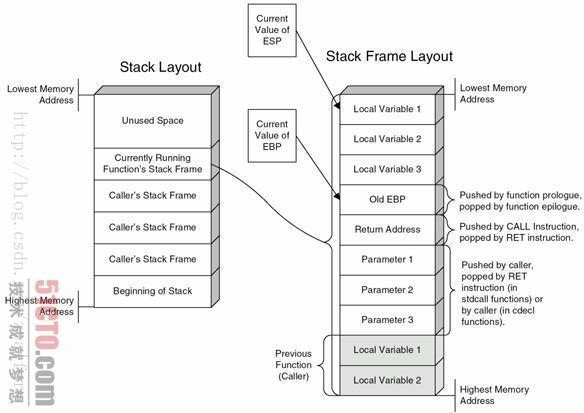 Current
Value of
ESP
Stack Layout
Stack Frame Layout
Lowest Memory
Address
Unused Space
Currently Running
Function's Stack Frame
Caller's Stack Frame
Caller's Stack Frame
Caller's Stack Frame
Beginning of Stack
Highest Memory
Address
Current
Value of
EBP
Lowest Memory
Address
Local Variable 1
Local Variable 2
Local Variable 3
Old EBP
Return Address
Parameter 1
Parameter 2
Parameter 3
Local Variable 1
Local Variable 2
Pushed by function prologue,
popped by function epilogue.
Pushed by CALL Instruction,
popped by RET instruction.
Pushed by caller,
popped by RET
instruction (in
stdcall functions) or
by caller (in cdecl
functions).
Previous
Function
(Caller)
Highest Memory
Address
http://blog.csdn.
51CTO.com
技术成就梦想